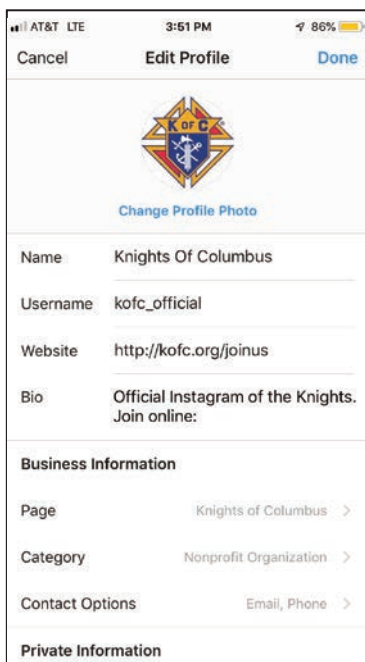 AT&T LTE 3:51 PM 86%
Cancel Edit Profile Done
K OF C
Change Profile Photo
Name Knights Of Columbus
Username kofc_official
Website http://kofc.org/joinus
Bio Official Instagram of the Knights.
Join online:
Business Information
Page Knights of Columbus >
Category Nonprofit Organization >
Contact Options Email, Phone >
Private Information